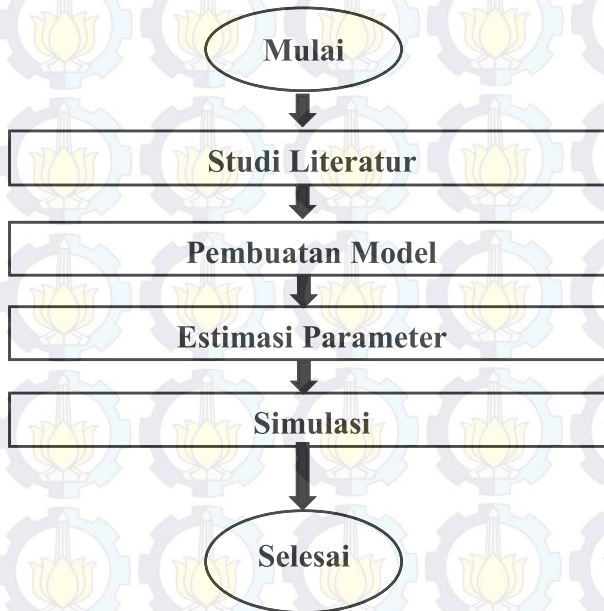 Mulai
Studi Literatur
Pembuatan Model
Estimasi Parameter
Simulasi
Selesai